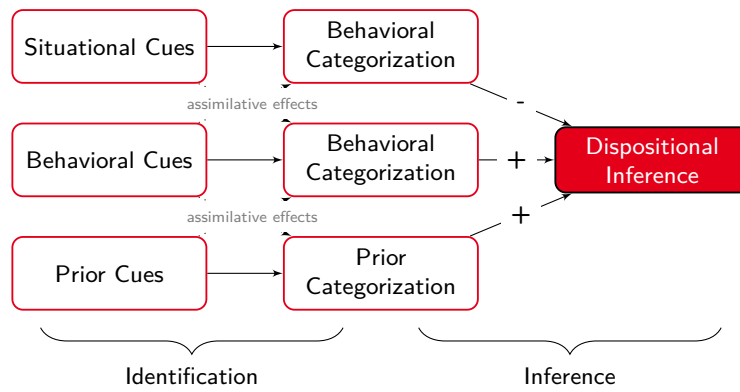 Situational Cues
Behavioral
Categorization
-
assimilative effects
Behavioral Cues
Behavioral
Categorization
+
Dispositional
Inference
assimilative effects
+
Prior Cues
Prior
Categorization
Identification
Inference